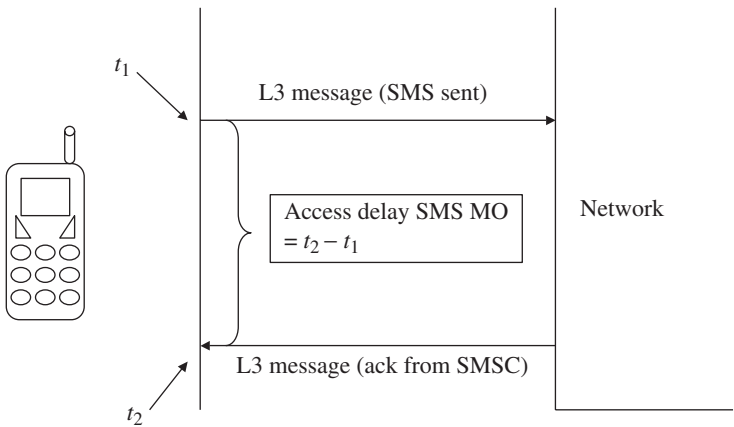 t1
L3 message (SMS sent)
Access delay SMS MO
= t2 − t1
Network
L3 message (ack from SMSC)
t2